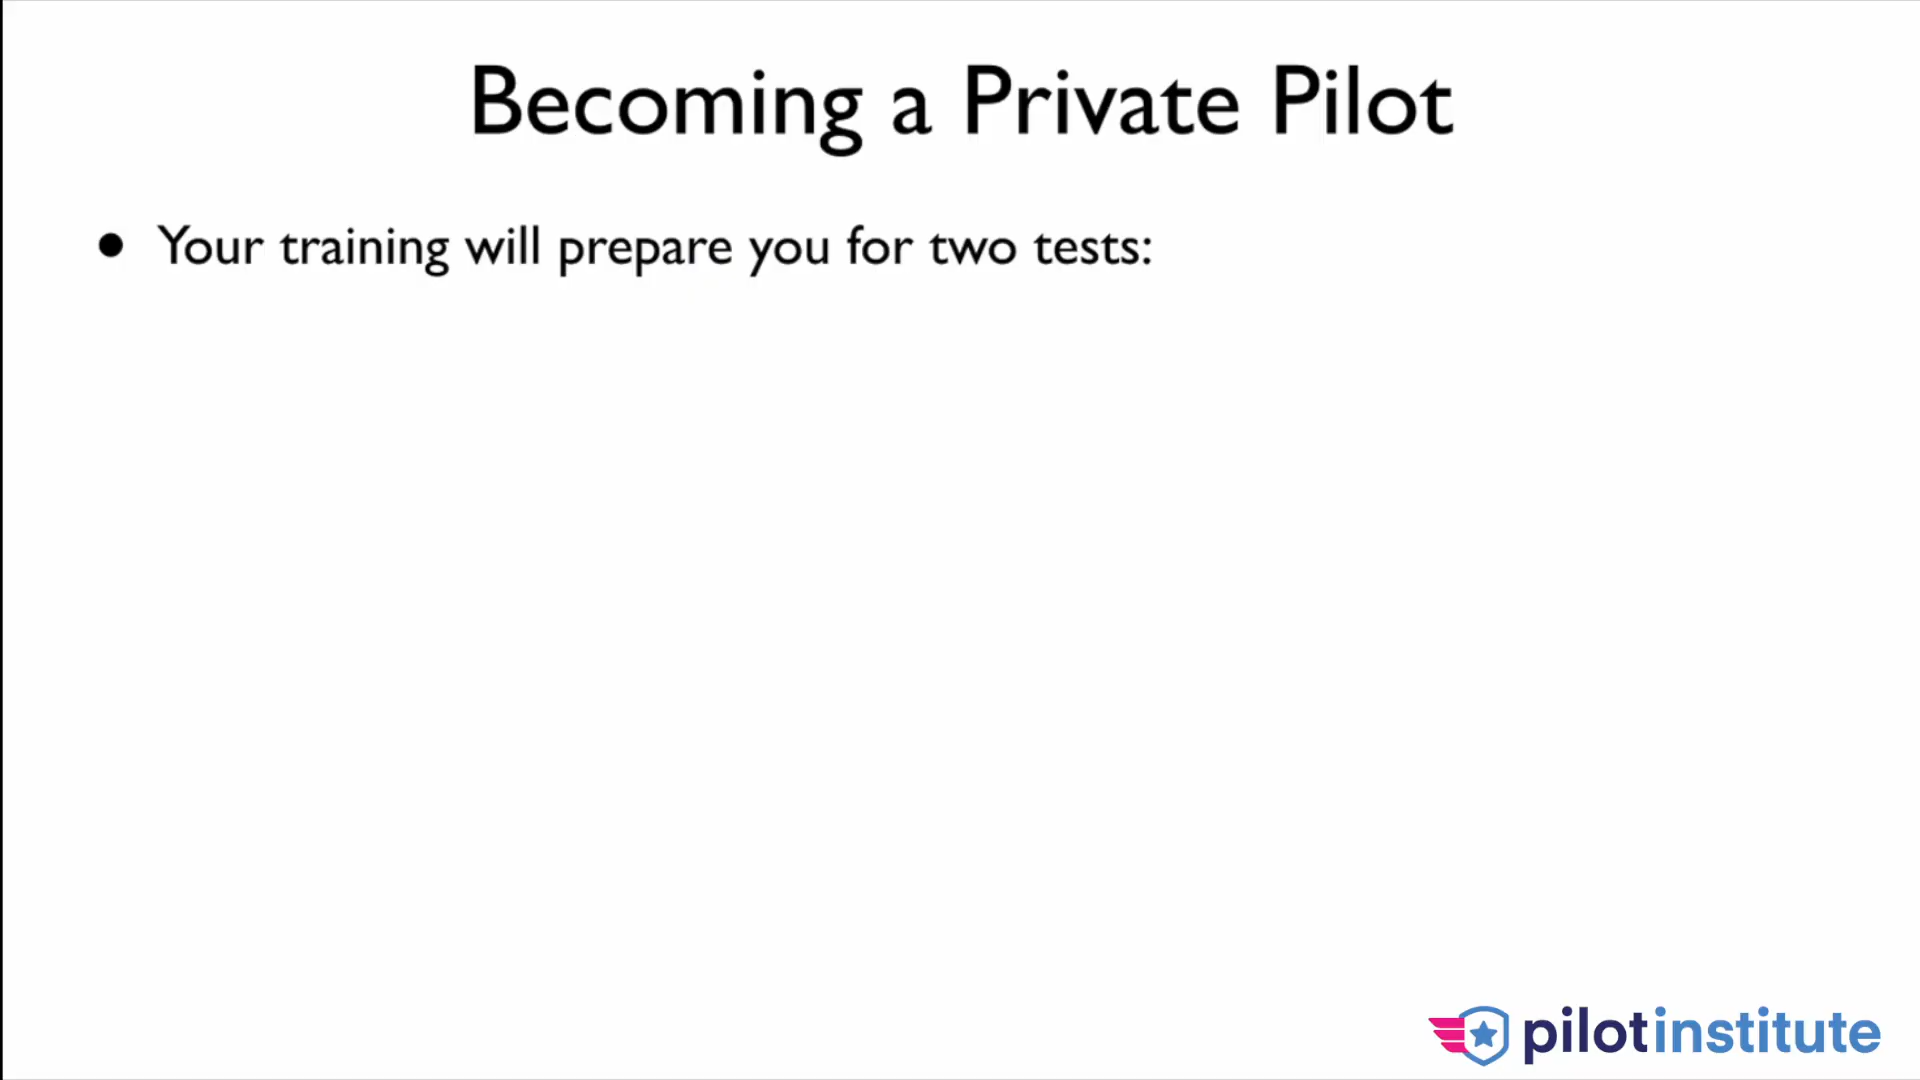 Becoming a Private Pilot
• Your training will prepare you for two tests:
pilotinstitute